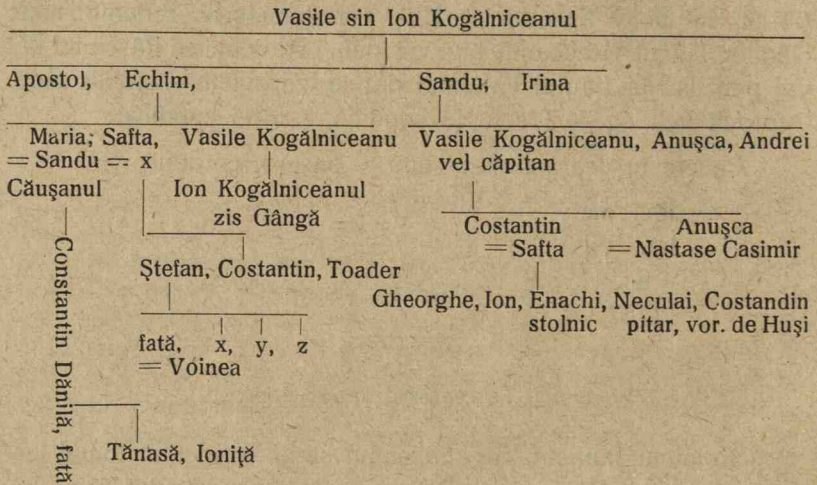 Vasile sin Ion Kogălniceanul
Apostol, Echim, Sandu, Irina
Maria, Safta, Vasile Kogălniceanu Vasile Kogălniceanu, Anuşca, Andrei
= Sandu = x vel căpitan
Căuşanul Ion Kogălniceanul
zis Gângă Costantin Anuşca
= Safta = Nastase Casimir
Ştefan, Costantin, Toader
Gheorghe, Ion, Enachi, Neculai, Costandin
stolnic pitar, vor. de Huşi
fată, x, y, z
= Voinea
Constantin Dănilă, fată
Tănasă, Ioniţă